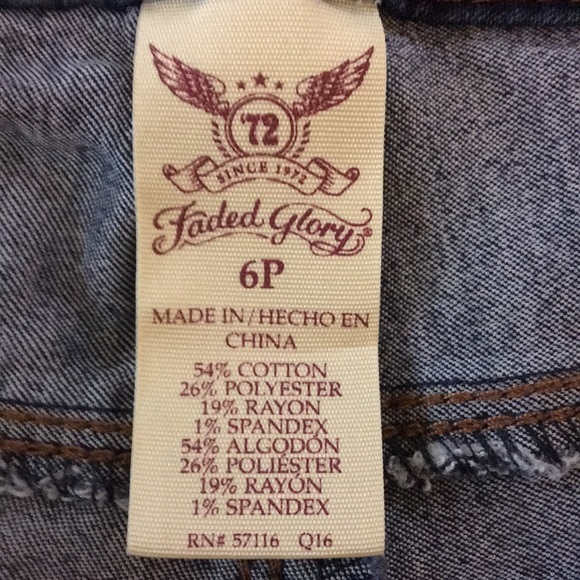 '72
SINCE 1972
Faded Glory®
6P
MADE IN/HECHO EN
CHINA
54% COTTON
26% POLYESTER
19% RAYON
1% SPANDEX
54% ALGODÓN
26% POLIÉSTER
19% RAYÓN
1% SPANDEX
RN# 57116 Q16